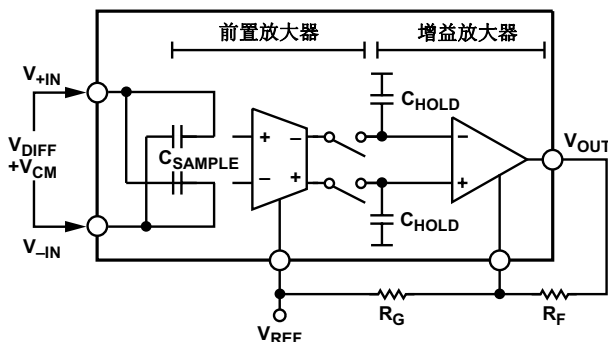 前置放大器 增益放大器
V+IN
CHOLD
VDIFF
+VCM
CSAMPLE
+ − − +
− + 
VOUT
V–IN
CHOLD
VREF
RG
RF